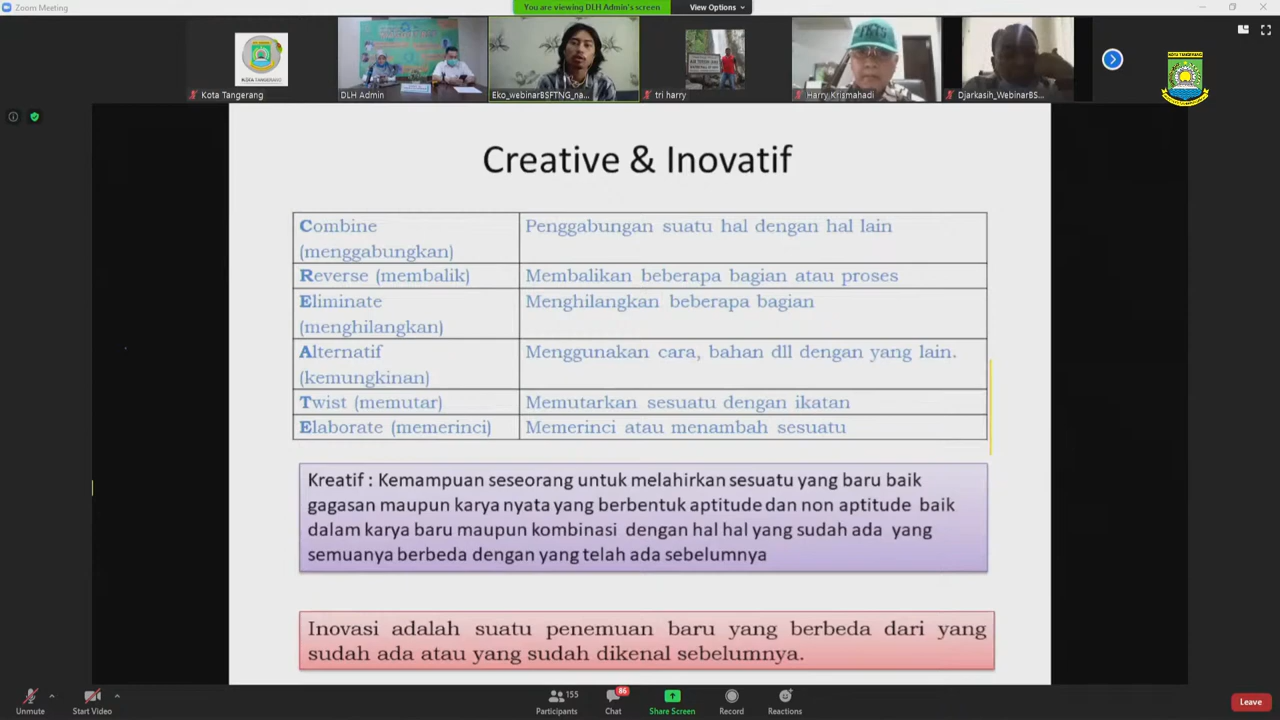 Zoom Meeting
You are viewing DLH Admin's screen
View Options
KOTA TANGERANG
Kota Tangerang
DLH Admin
Eko_webinarBSFTNG_na...
tri harry
Harry Krismahadi
Djarkasih_WebinarBS...
KOTA TANGERANG
Creative & Inovatif
Combine
(menggabungkan)
Penggabungan suatu hal dengan hal lain
Reverse (membalik)
Membalikan beberapa bagian atau proses
Eliminate
(menghilangkan)
Menghilangkan beberapa bagian
Alternatif
(kemungkinan)
Menggunakan cara, bahan dll dengan yang lain.
Twist (memutar)
Memutarkan sesuatu dengan ikatan
Elaborate (memerinci)
Memerinci atau menambah sesuatu
Kreatif : Kemampuan seseorang untuk melahirkan sesuatu yang baru baik
gagasan maupun karya nyata yang berbentuk aptitude dan non aptitude baik
dalam karya baru maupun kombinasi dengan hal hal yang sudah ada yang
semuanya berbeda dengan yang telah ada sebelumnya
Inovasi adalah suatu penemuan baru yang berbeda dari yang
sudah ada atau yang sudah dikenal sebelumnya.
Unmute
Start Video
155
Participants
86
Chat
Share Screen
Record
Reactions
Leave